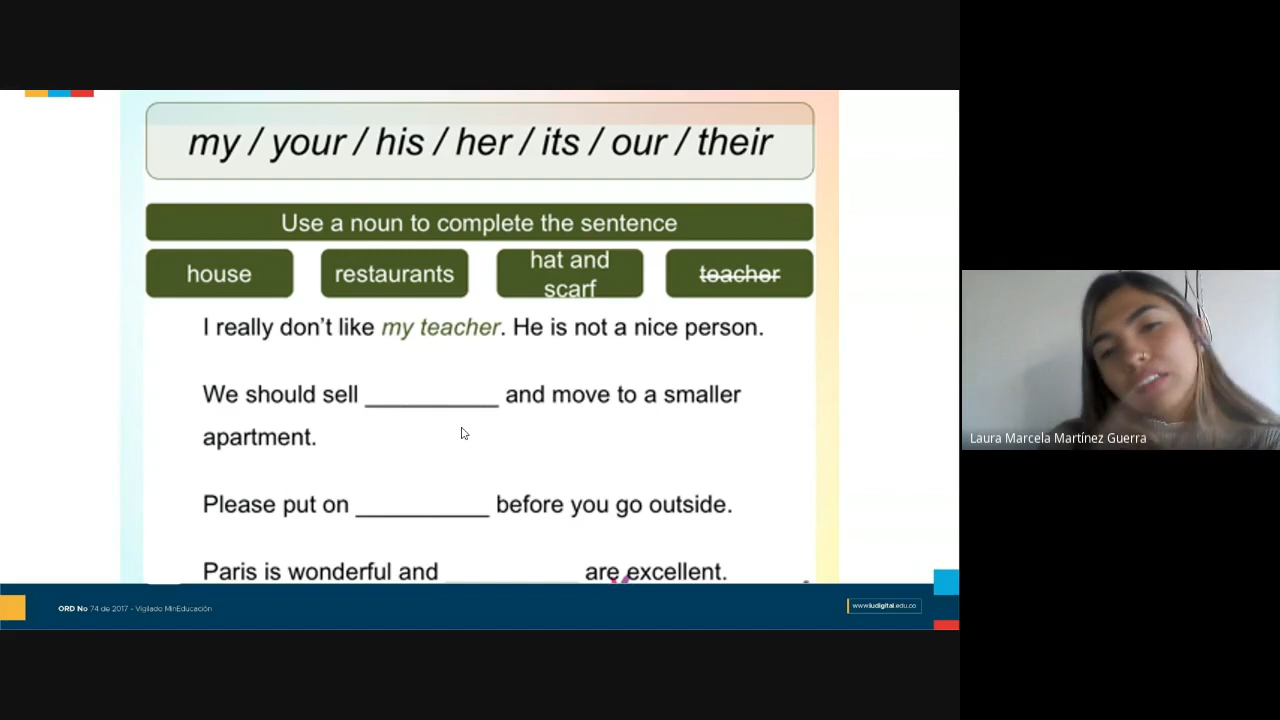 my / your / his / her / its / our / their
Use a noun to complete the sentence
house
restaurants
hat and
scarf
teacher
I really don't like my teacher. He is not a nice person.
We should sell __________ and move to a smaller
apartment.
Please put on __________ before you go outside.
Paris is wonderful and __________ are excellent.
Laura Marcela Martínez Guerra
ORD No 74 de 2017 - Vigilado MinEducación
www.iudigital.edu.co